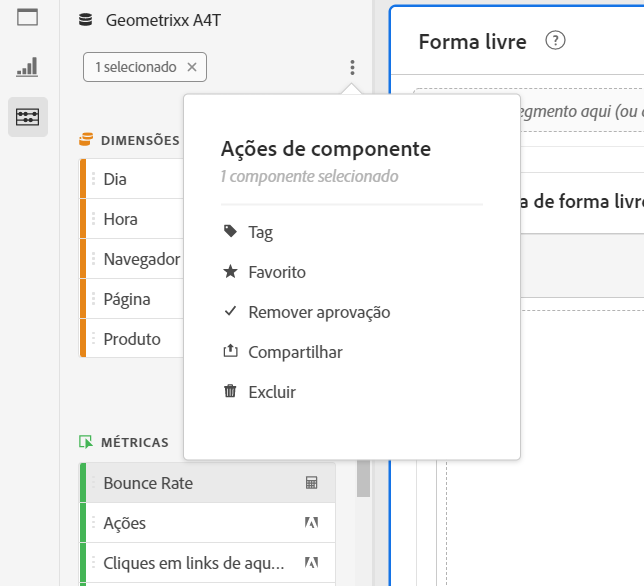 Geometrixx A4T
1 selecionado ×
Forma livre ?
egmento aqui (ou
Ações de componente
1 componente selecionado
DIMENSÕES
Dia
Hora
Navegador
Página
Produto
a de forma livre
Tag
Favorito
Remover aprovação
Compartilhar
Excluir
MÉTRICAS
Bounce Rate
Ações
Cliques em links de aqu...